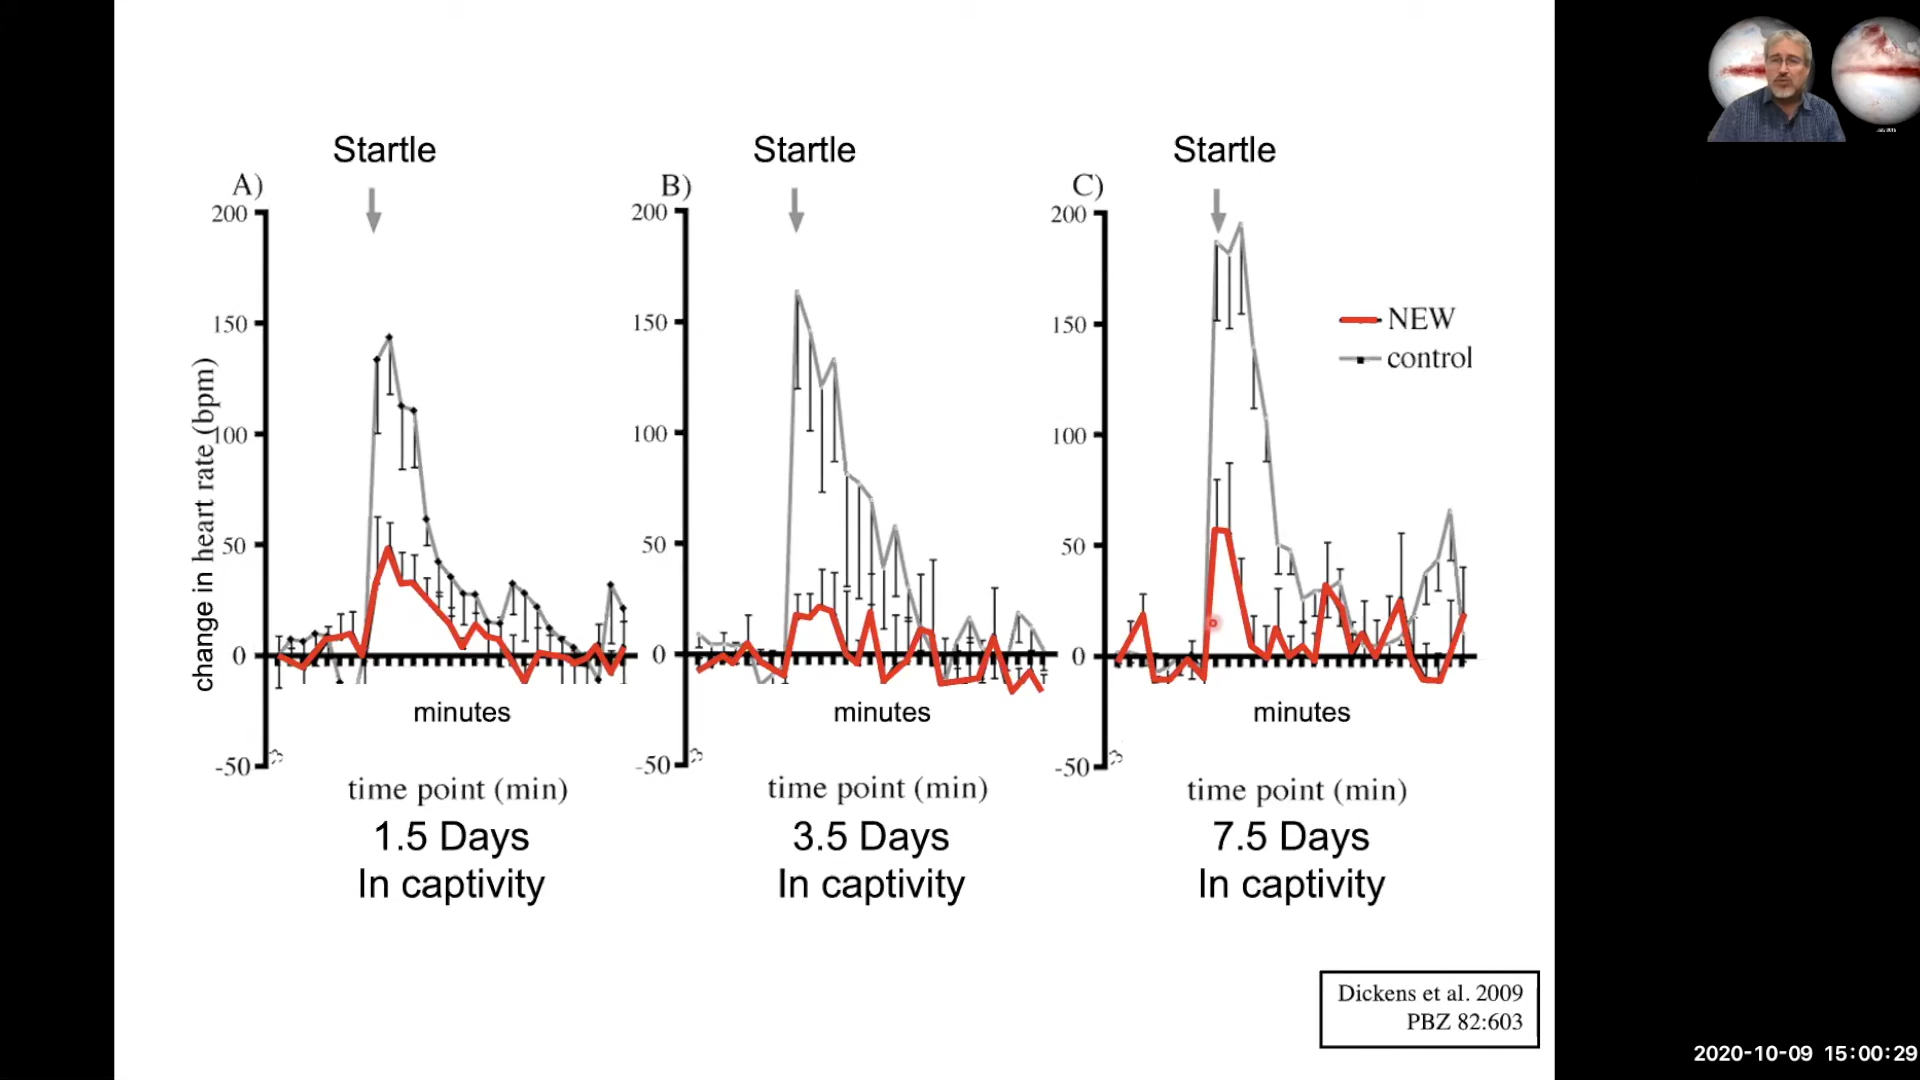 Startle
Startle
Startle
A)
B)
C)
200
150
100
50
0
-50
200
150
100
50
0
-50
200
150
100
50
0
-50
change in heart rate (bpm)
NEW
control
minutes
minutes
minutes
time point (min)
time point (min)
time point (min)
1.5 Days
In captivity
3.5 Days
In captivity
7.5 Days
In captivity
Dickens et al. 2009
PBZ 82:603
2020-10-09 15:00:29